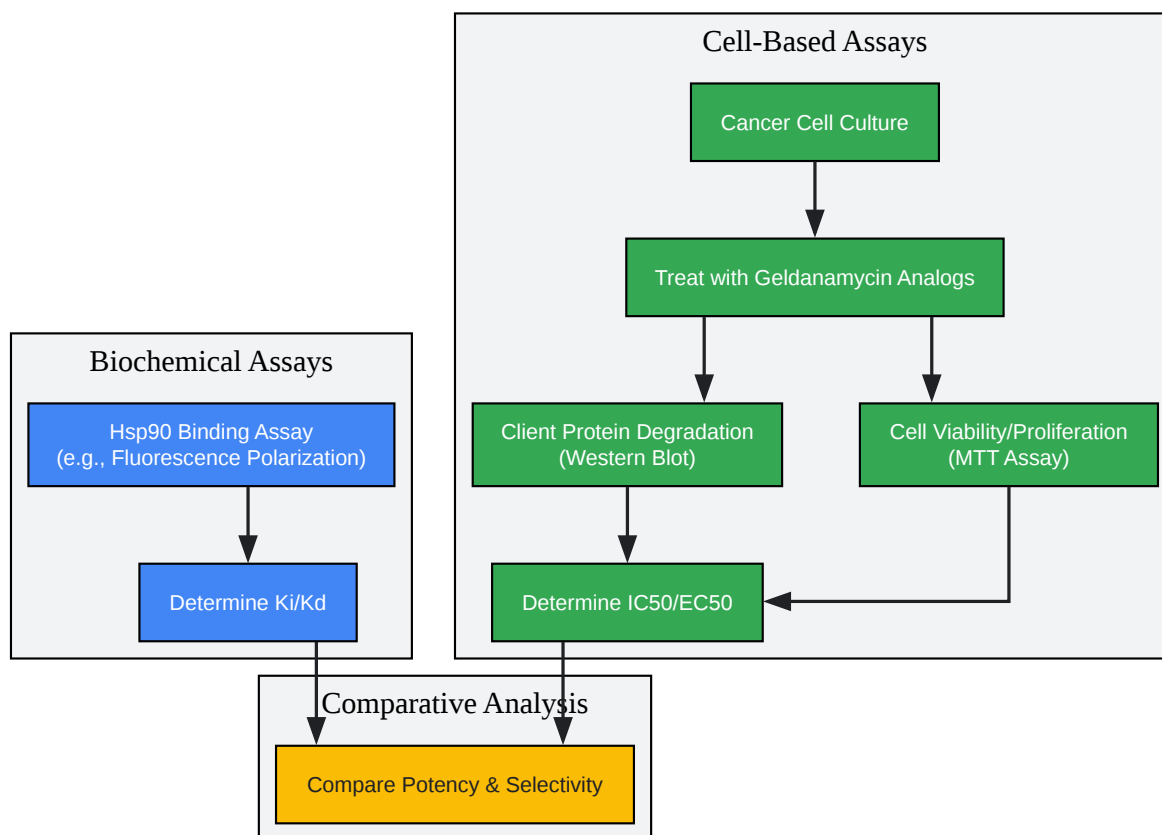 Cell-Based Assays
Cancer Cell Culture
Treat with Geldanamycin Analogs
Client Protein Degradation
(Western Blot)
Cell Viability/Proliferation
(MTT Assay)
Determine IC50/EC50
Biochemical Assays
Hsp90 Binding Assay
(e.g., Fluorescence Polarization)
Determine Ki/Kd
Comparative Analysis
Compare Potency & Selectivity